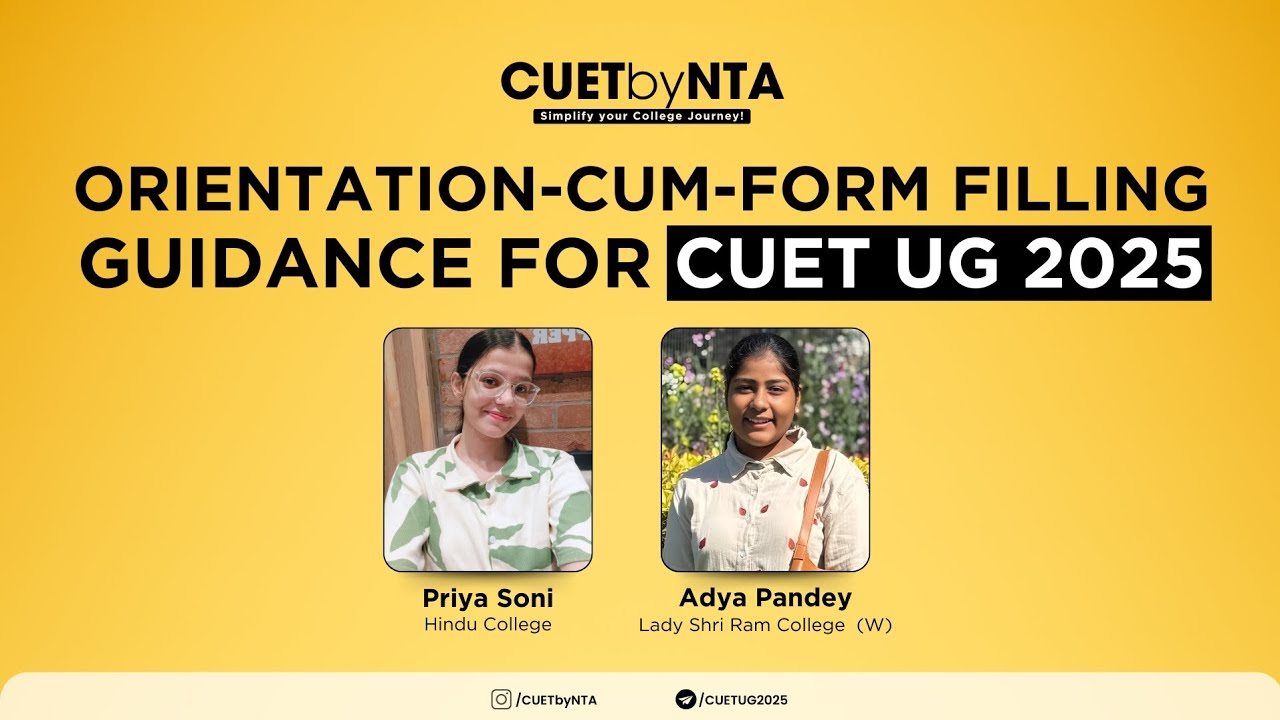 CUETbyNTA
Simplify your College Journey!
ORIENTATION-CUM-FORM FILLING
GUIDANCE FOR CUET UG 2025
Priya Soni
Hindu College
Adya Pandey
Lady Shri Ram College (W)
/CUETbyNTA
/CUETUG2025